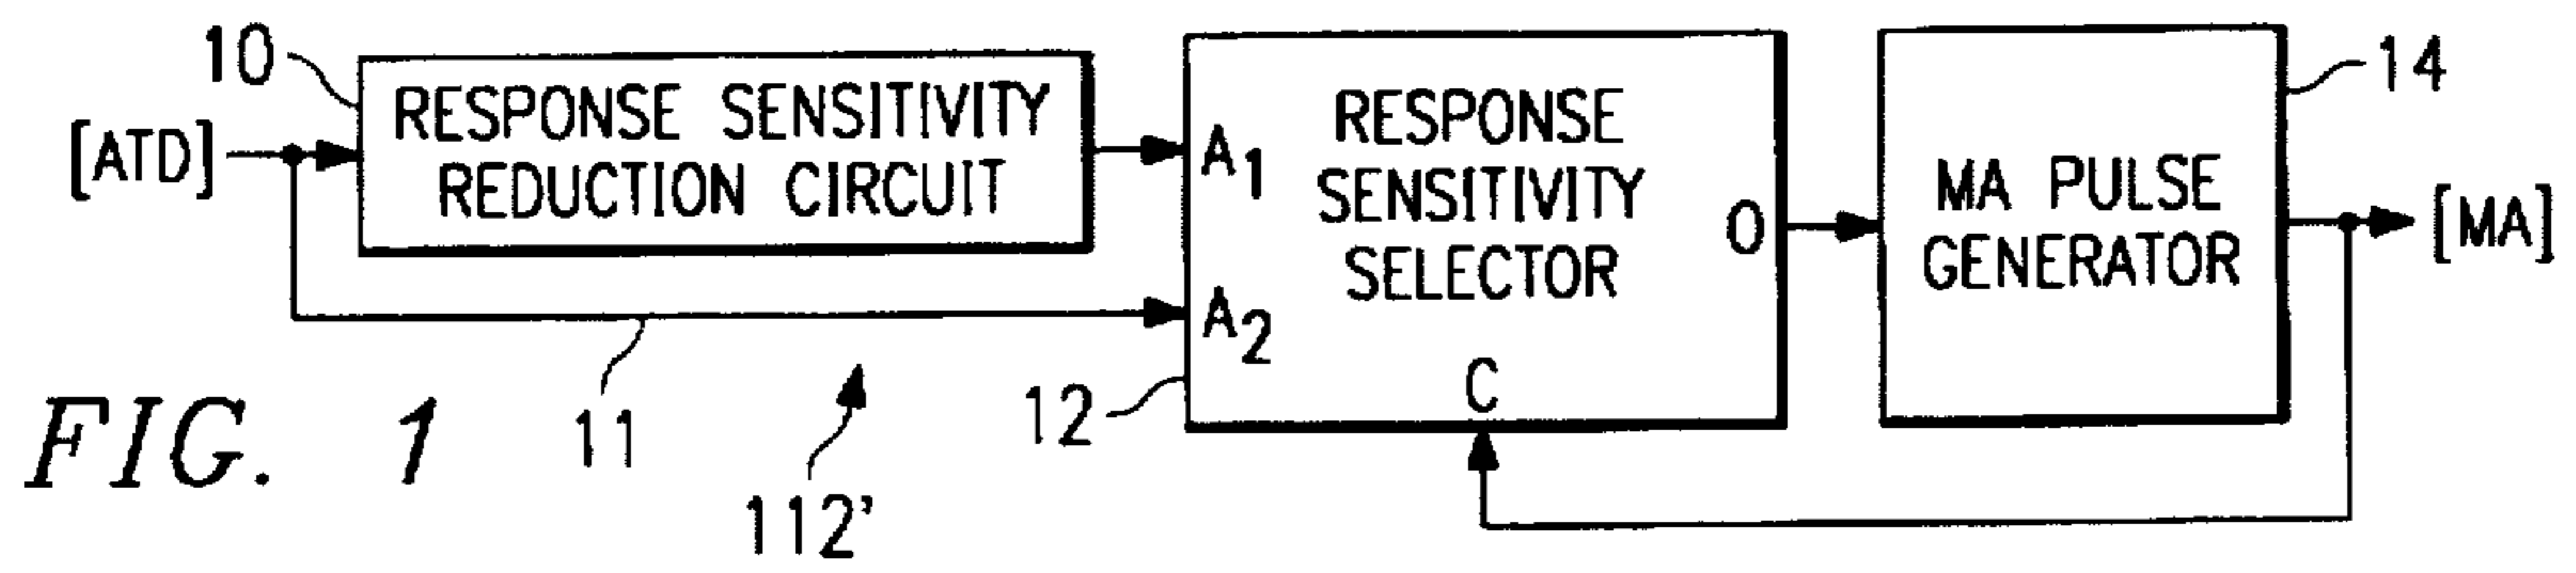 10
[ATD]
RESPONSE SENSITIVITY
REDUCTION CIRCUIT
11
A1
A2
RESPONSE
SENSITIVITY
SELECTOR
O
C
12
MA PULSE
GENERATOR
14
[MA]
112'
FIG. 1